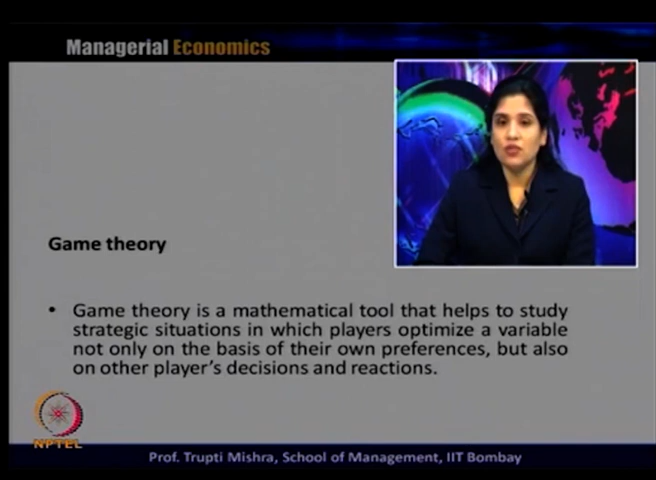 Managerial Economics
Game theory
• Game theory is a mathematical tool that helps to study
strategic situations in which players optimize a variable
not only on the basis of their own preferences, but also
on other player's decisions and reactions.
NPTEL
Prof. Trupti Mishra, School of Management, IIT Bombay